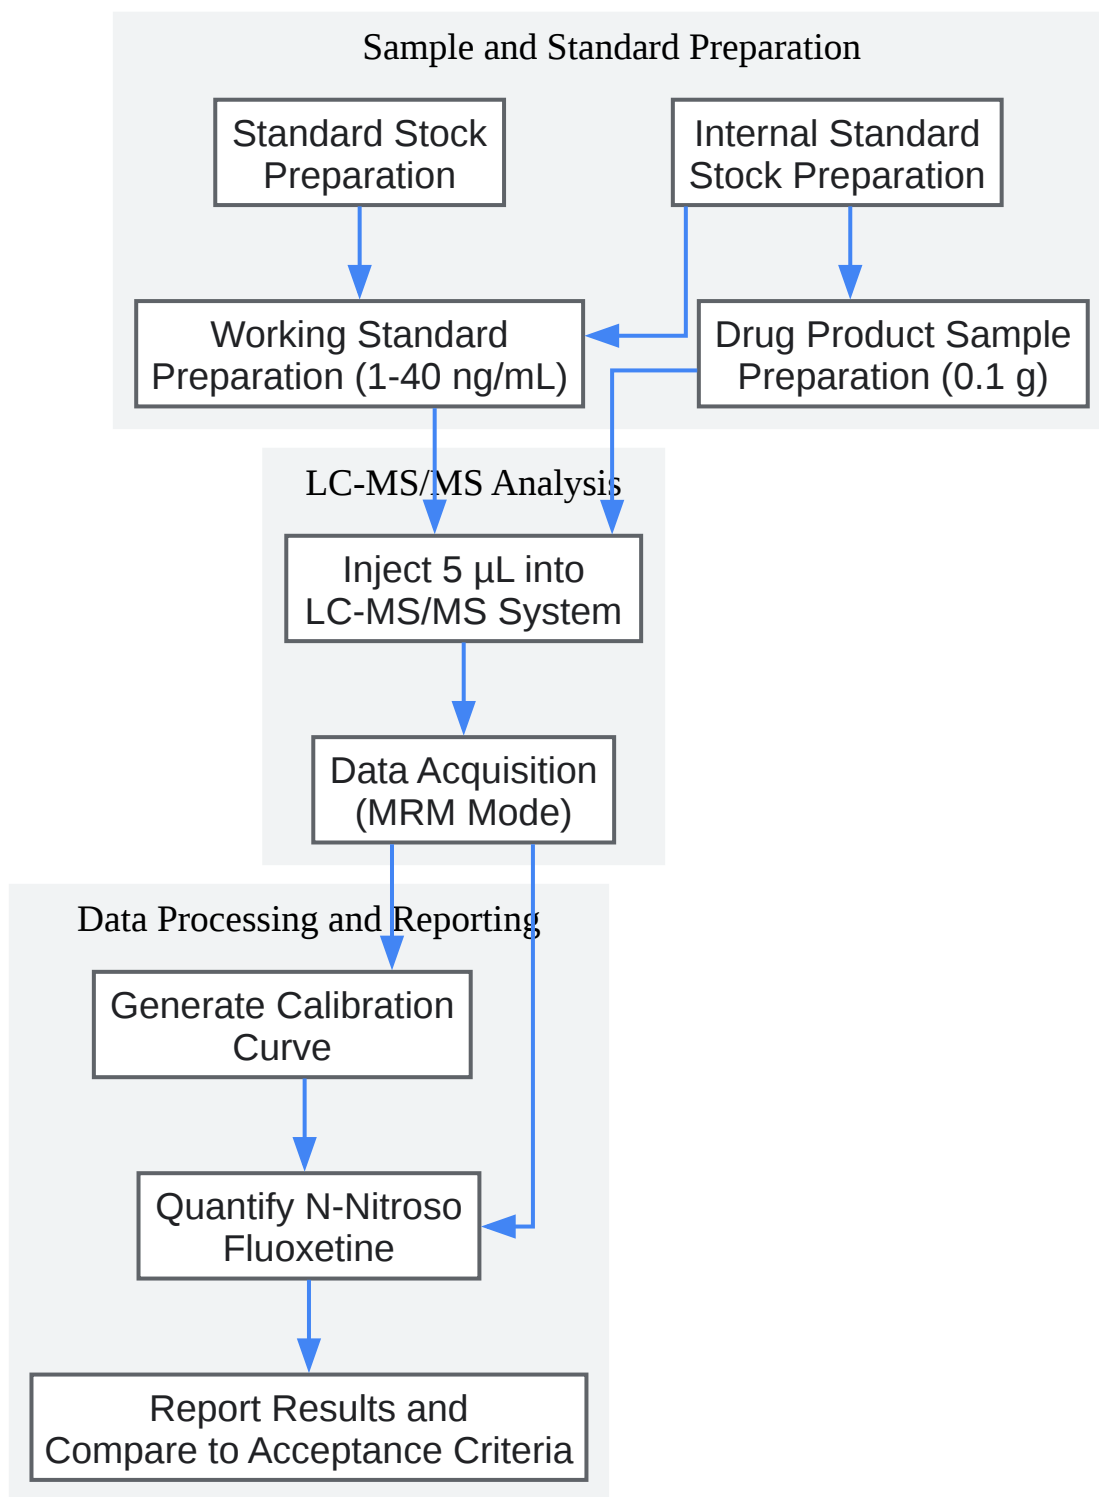 Sample and Standard Preparation
Standard Stock
Preparation
Internal Standard
Stock Preparation
Working Standard
Preparation (1-40 ng/mL)
Drug Product Sample
Preparation (0.1 g)
LC-MS/MS Analysis
Inject 5 µL into
LC-MS/MS System
Data Acquisition
(MRM Mode)
Data Processing and Reporting
Generate Calibration
Curve
Quantify N-Nitroso
Fluoxetine
Report Results and
Compare to Acceptance Criteria